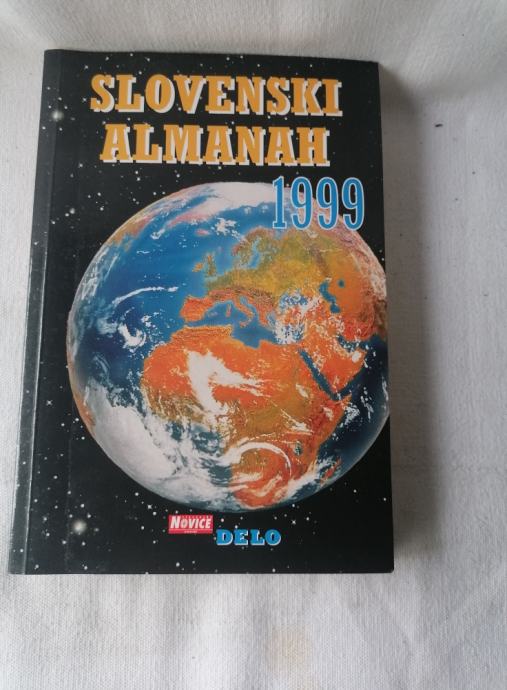 SLOVENSKI
ALMANAH
1999
NOVICE
DELO